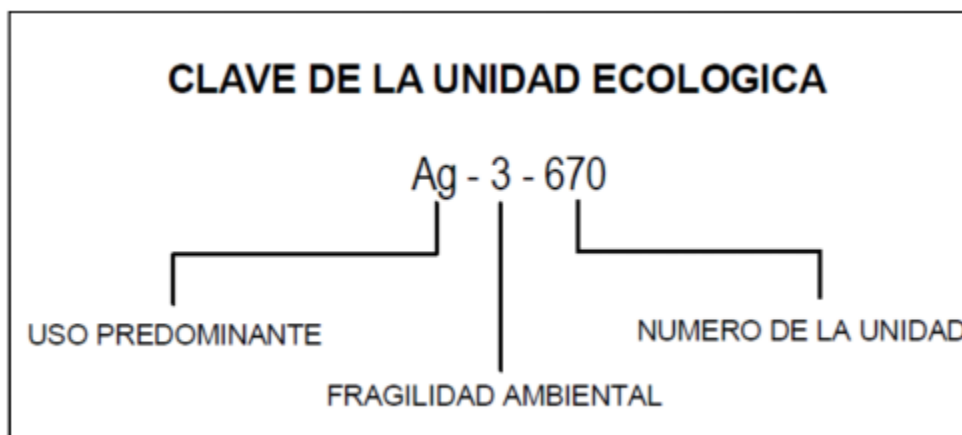 CLAVE DE LA UNIDAD ECOLOGICA
Ag - 3 - 670
USO PREDOMINANTE
NUMERO DE LA UNIDAD
FRAGILIDAD AMBIENTAL